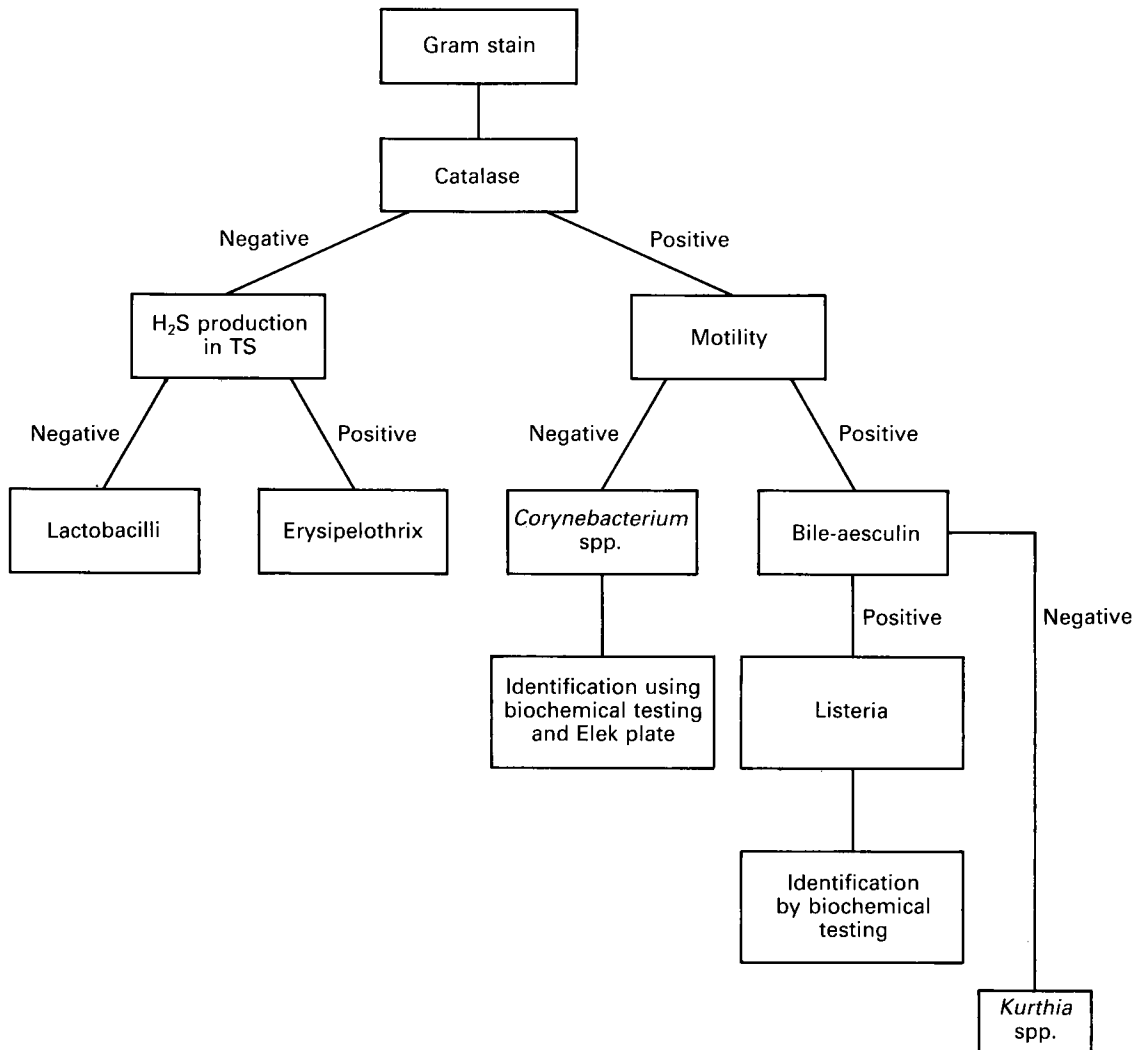 Gram stain
Catalase
Negative
Positive
H₂S production
in TS
Motility
Negative
Positive
Negative
Positive
Lactobacilli
Erysipelothrix
Corynebacterium
spp.
Bile-aesculin
Positive
Negative
Identification using
biochemical testing
and Elek plate
Listeria
Identification
by biochemical
testing
Kurthia
spp.